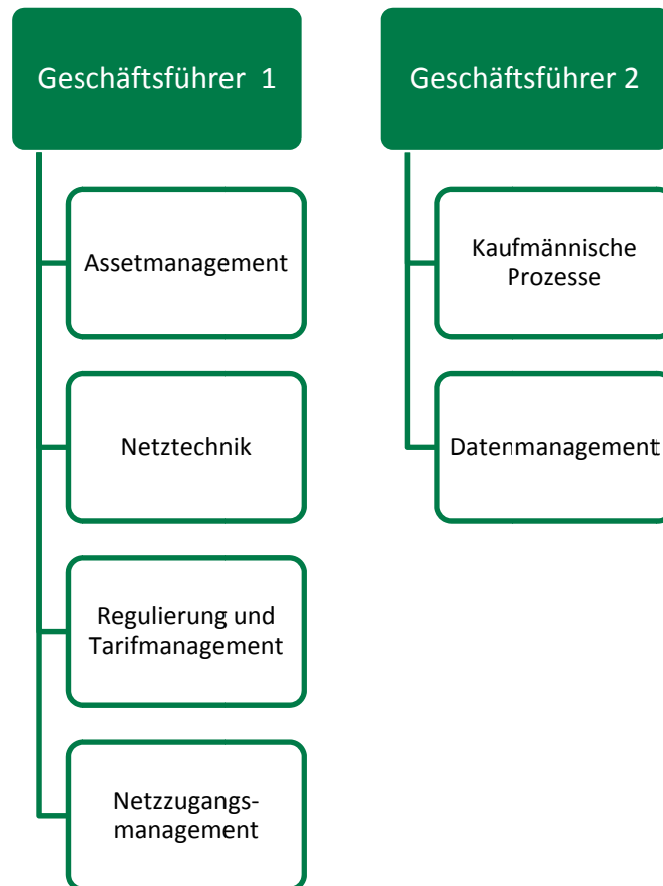 Geschäftsführer 1
Assetmanagement
Netztechnik
Regulierung und
Tarifmanagement
Netzzugangs-
management
Geschäftsführer 2
Kaufmännische
Prozesse
Datenmanagement